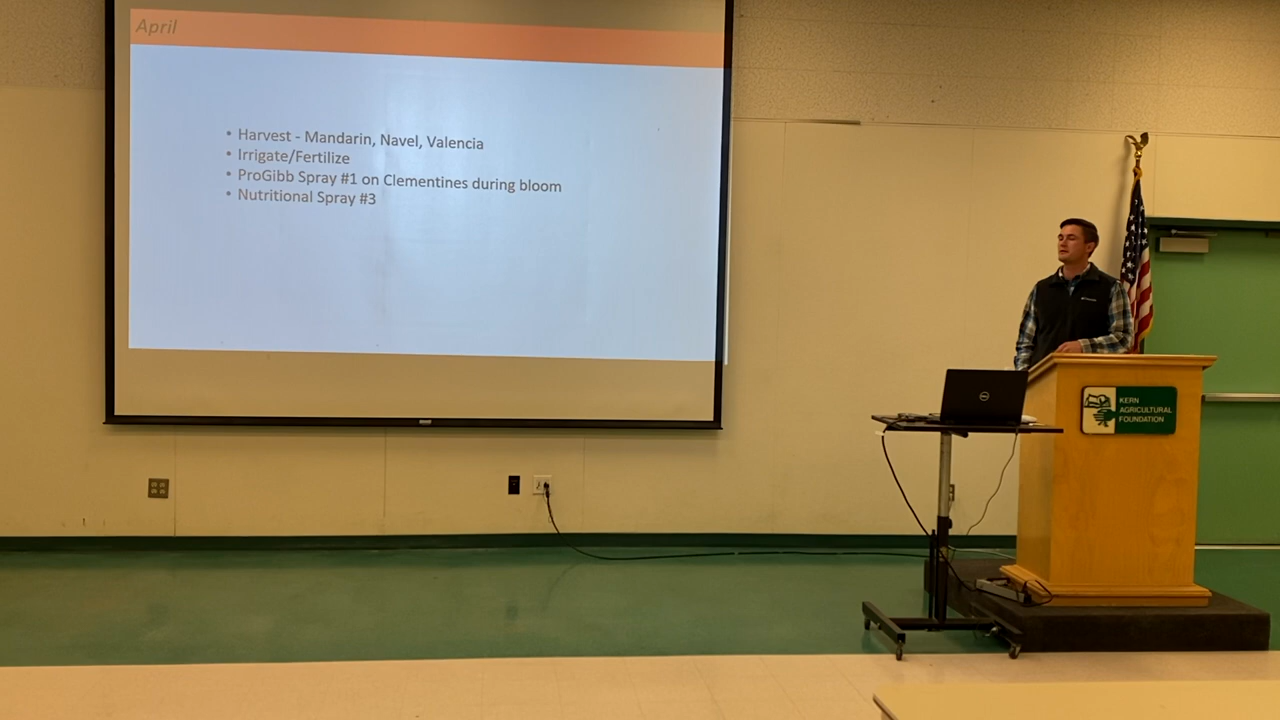 April
• Harvest - Mandarin, Navel, Valencia
• Irrigate/Fertilize
• ProGibb Spray #1 on Clementines during bloom
• Nutritional Spray #3
KERN
AGRICULTURAL
FOUNDATION
DELL